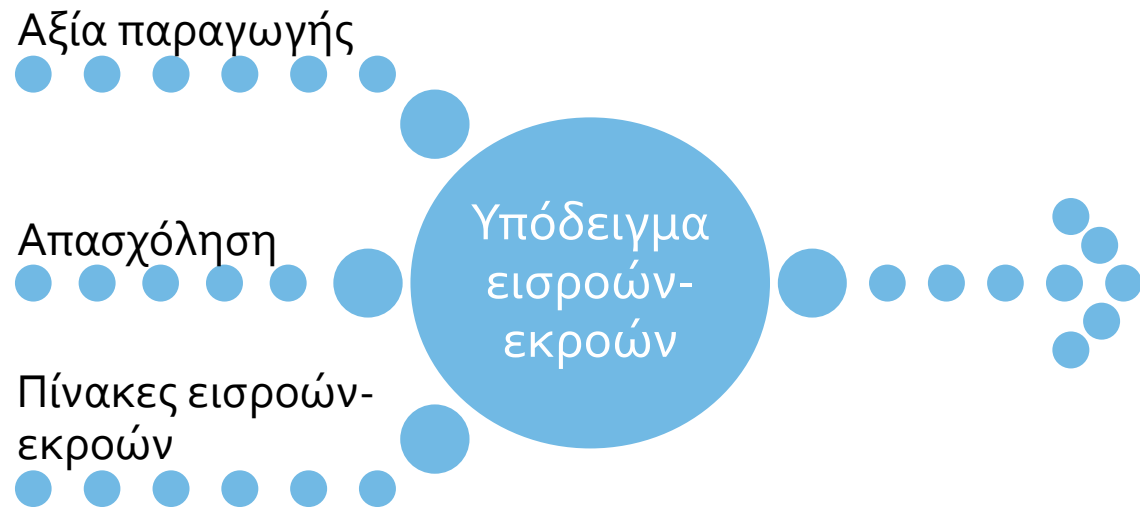 Αξία παραγωγής
Απασχόληση
Πίνακες εισροών-
εκροών
Υπόδειγμα
εισροών-
εκροών